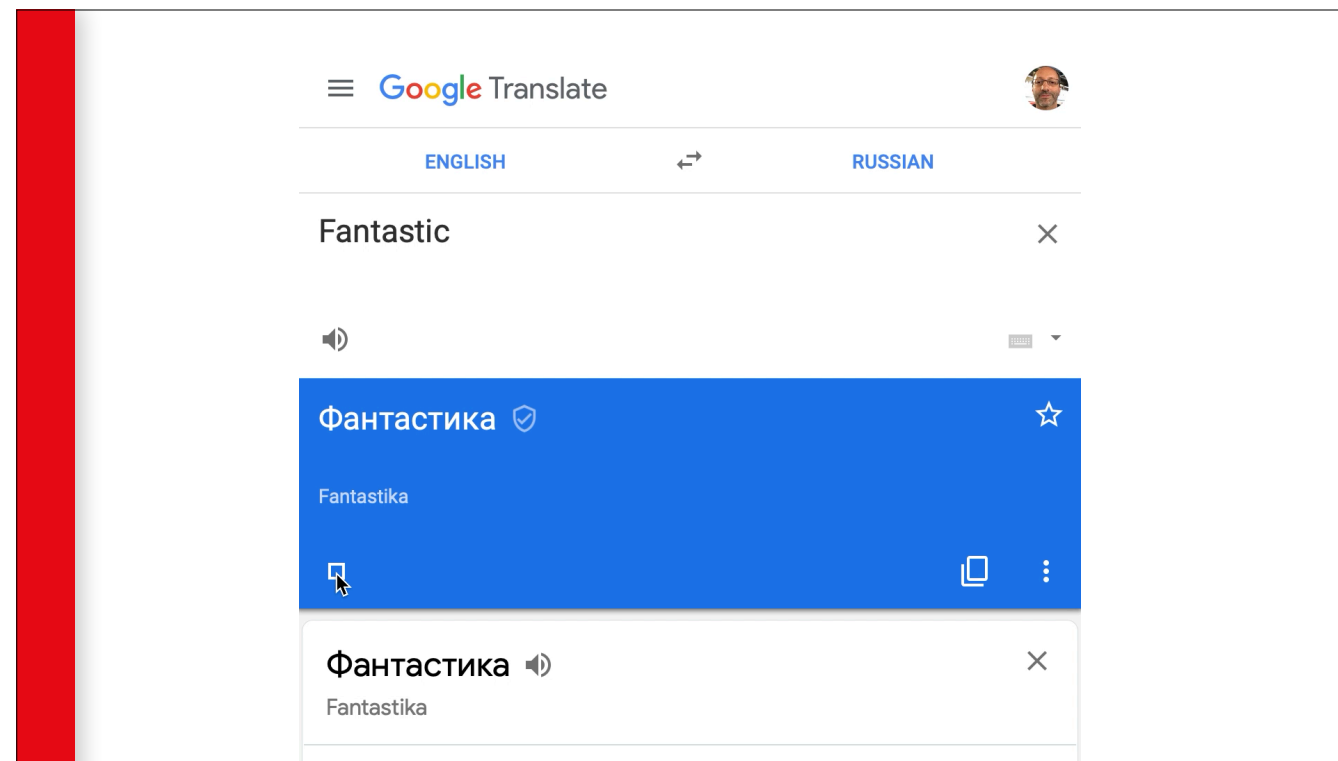 Google Translate
ENGLISH
RUSSIAN
Fantastic
Фантастика
Fantastika
Фантастика
Fantastika